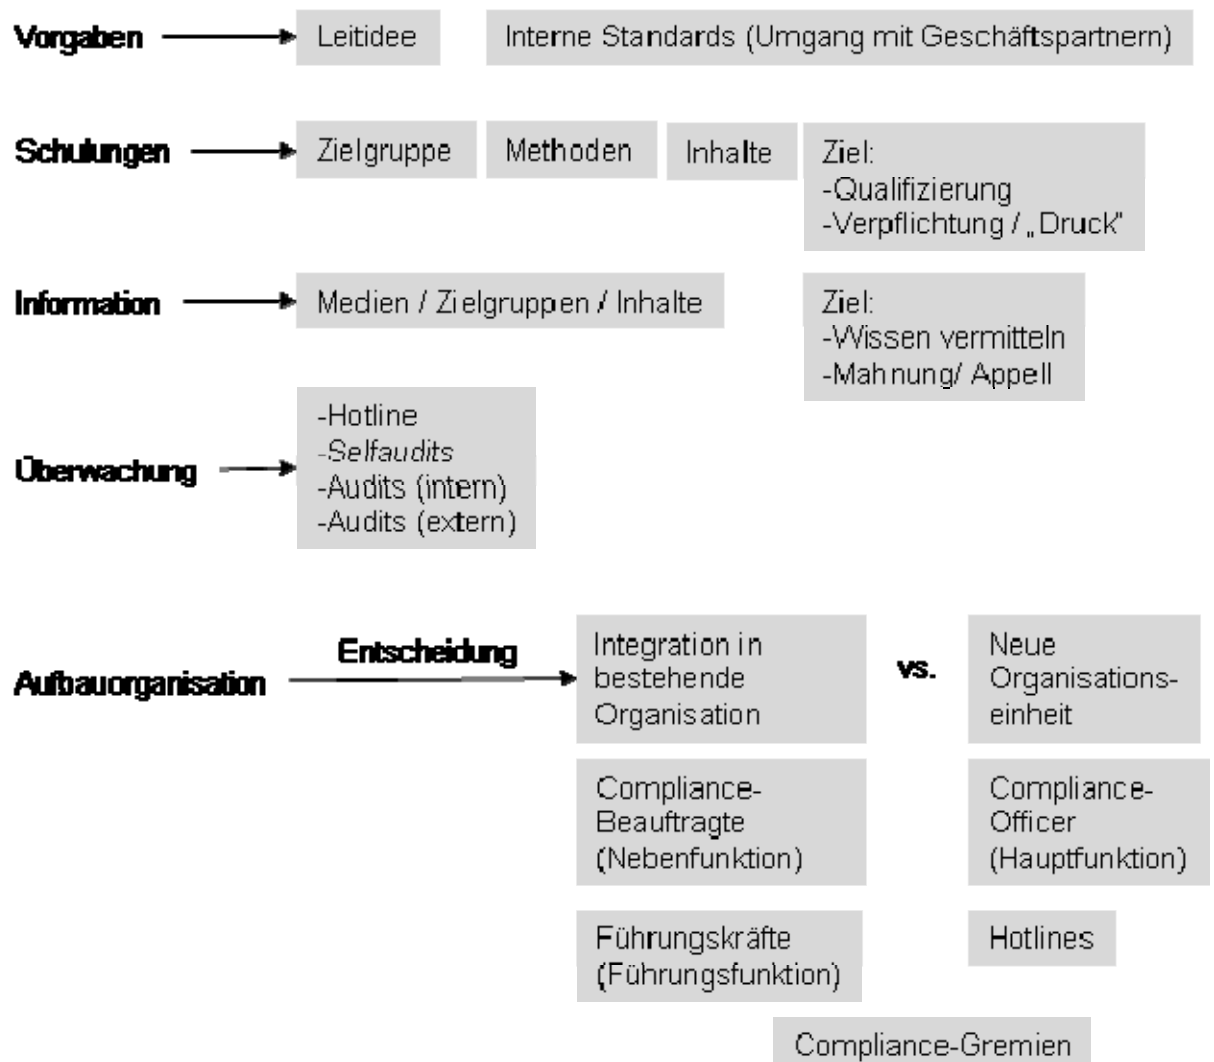 Vorgaben Leitidee Interne Standards (Umgang mit Geschäftspartnern)
Schulungen Zielgruppe Methoden Inhalte Ziel:
-Qualifizierung
-Verpflichtung / „Druck"
Information Medien / Zielgruppen / Inhalte Ziel:
-Wissen vermitteln
-Mahnung/ Appell
Überwachung
-Hotline
-Selfaudits
-Audits (intern)
-Audits (extern)
Aufbauorganisation
Entscheidung
Integration in
bestehende
Organisation
vs.
Neue
Organisations-
einheit
Compliance-
Beauftragte
(Nebenfunktion)
Compliance-
Officer
(Hauptfunktion)
Führungskräfte
(Führungsfunktion)
Hotlines
Compliance-Gremien